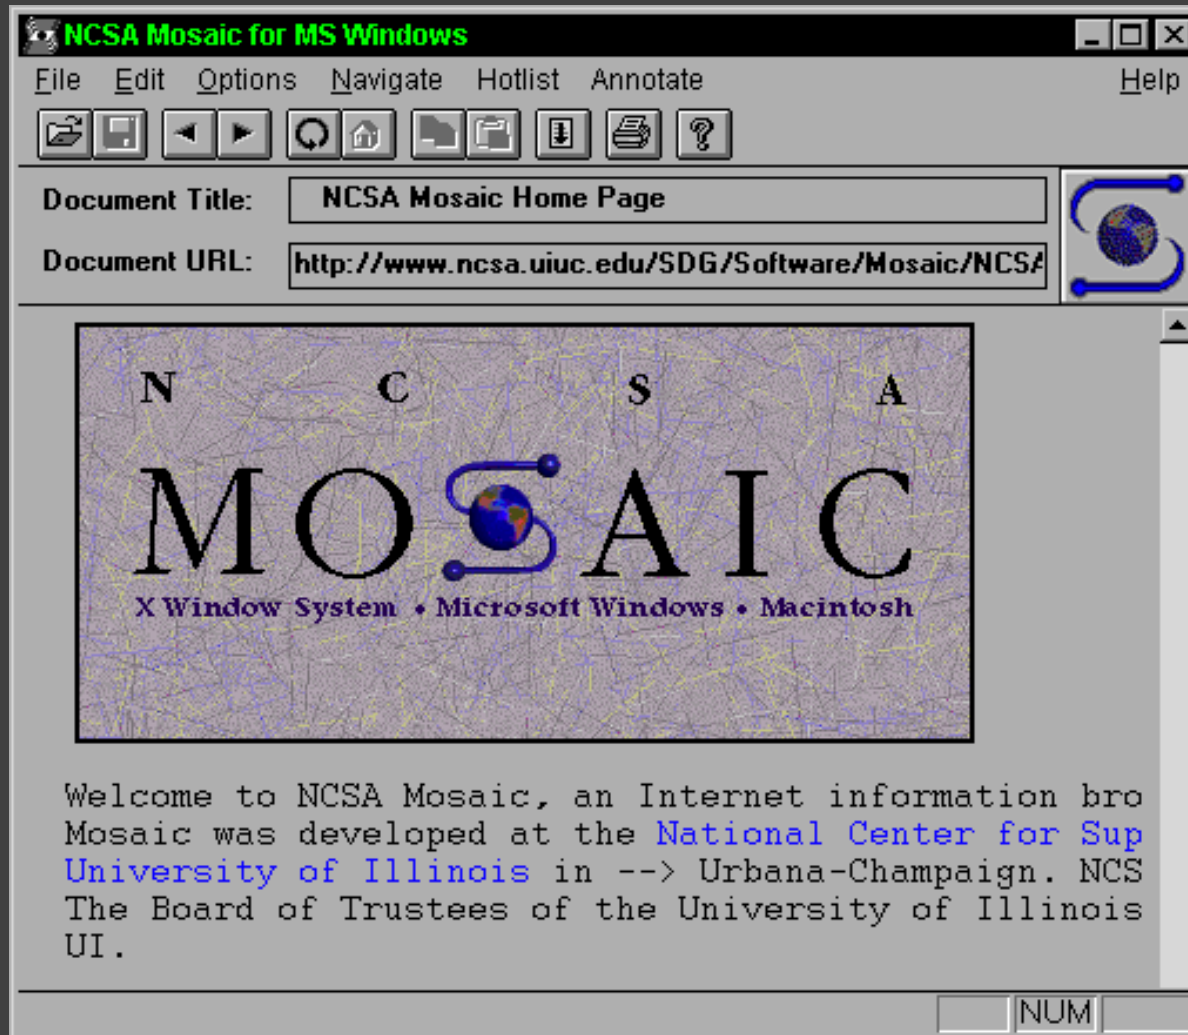 NCSA Mosaic for MS Windows
File Edit Options Navigate Hotlist Annotate Help
Document Title: NCSA Mosaic Home Page
Document URL: http://www.ncsa.uiuc.edu/SDG/Software/Mosaic/NCSA
N C S A
MOSAIC
X Window System • Microsoft Windows • Macintosh
Welcome to NCSA Mosaic, an Internet information bro
Mosaic was developed at the National Center for Sup
University of Illinois in --> Urbana-Champaign. NCS
The Board of Trustees of the University of Illinois
UI.
NUM